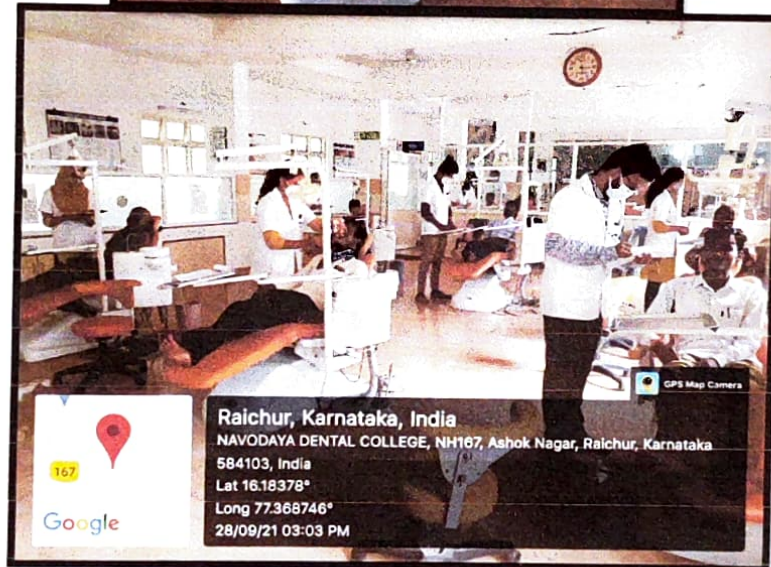 GPS Map Camera
Raichur, Karnataka, India
NAVODAYA DENTAL COLLEGE, NH167, Ashok Nagar, Raichur, Karnataka
584103, India
Lat 16.18378°
Long 77.368746°
28/09/21 03:03 PM
167
Google